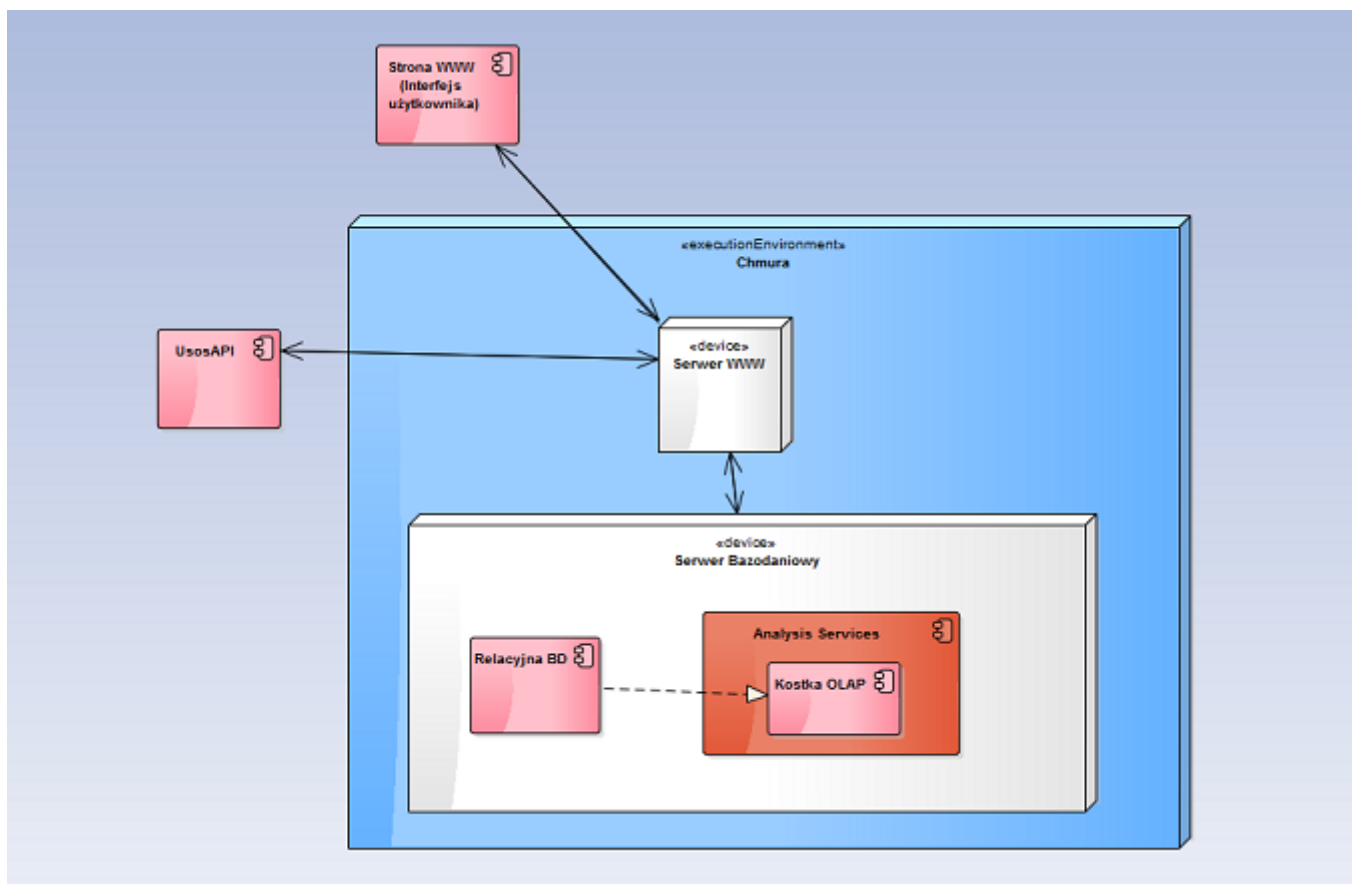 Strona WWW
(Interfejs
użytkownika)
«executionEnvironment»
Chmura
UsosAPI
«device»
Serwer WWW
«device»
Serwer Bazodaniowy
Analysis Services
Relacyjna BD
Kostka OLAP